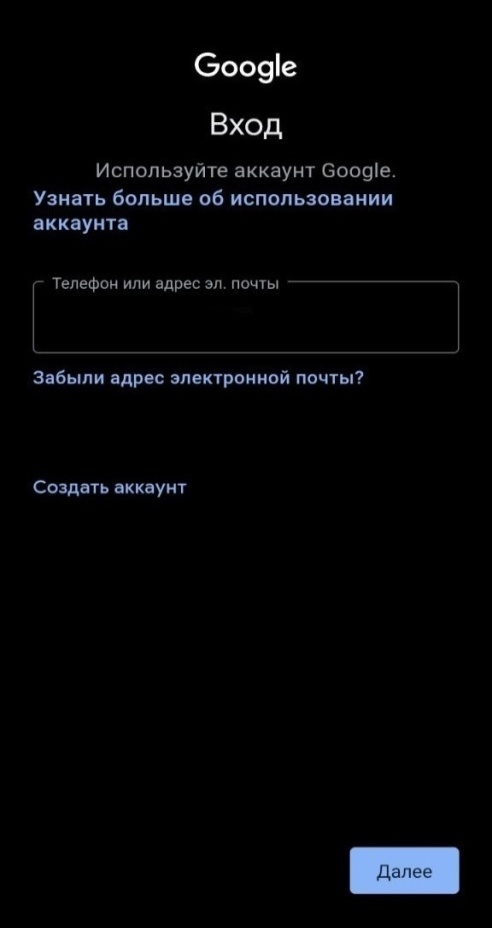 Google
Вход
Используйте аккаунт Google.
Узнать больше об использовании
аккаунта
Телефон или адрес эл. почты
Забыли адрес электронной почты?
Создать аккаунт
Далее